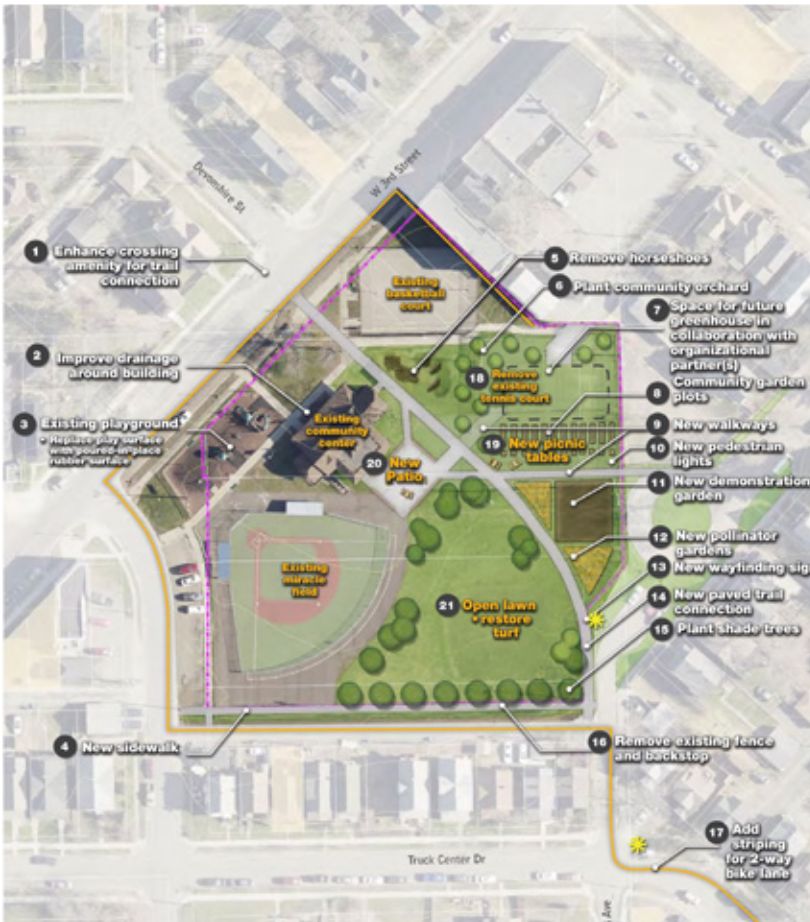 Devonshire St
W 3rd Street
1 Enhance crossing
amenity for trail
connection
2 Improve drainage
around building
3 Existing playground
• Replace play surface
with poured-in-place
rubber surface
4 New sidewalk
Existing
basketball
court
5 Remove horseshoes
6 Plant community orchard
7 Space for future
greenhouse in
collaboration with
organizational
partner(s)
8 Community garden
plots
9 New walkways
10 New pedestrian
lights
11 New demonstration
garden
12 New pollinator
gardens
13 New wayfinding sig
14 New paved trail
connection
15 Plant shade trees
16 Remove existing fence
and backstop
17 Add
striping
for 2-way
bike lane
18 Remove
existing
tennis court
19 New picnic
tables
Existing
community
center
20 New
Patio
Existing
miracle
field
21 Open lawn
• restore
turf
Truck Center Dr
Ave